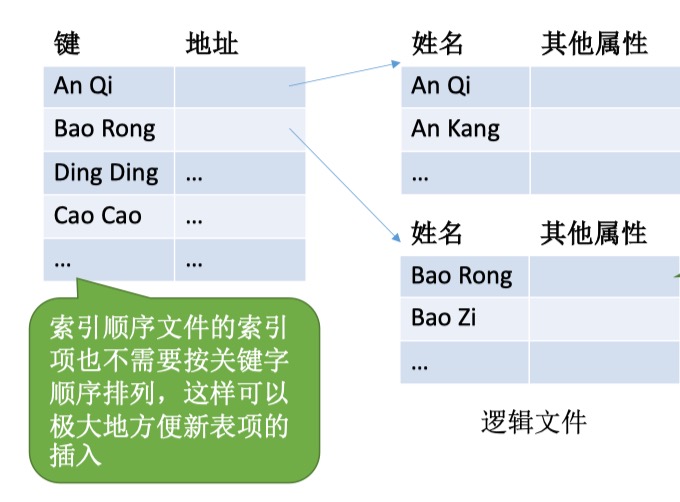 键 地址
An Qi
Bao Rong
Ding Ding ...
Cao Cao ...
... ...
索引顺序文件的索引
项也不需要按关键字
顺序排列，这样可以
极大地方便新表项的
插入
姓名 其他属性
An Qi
An Kang
...
姓名 其他属性
Bao Rong
Bao Zi
...
逻辑文件